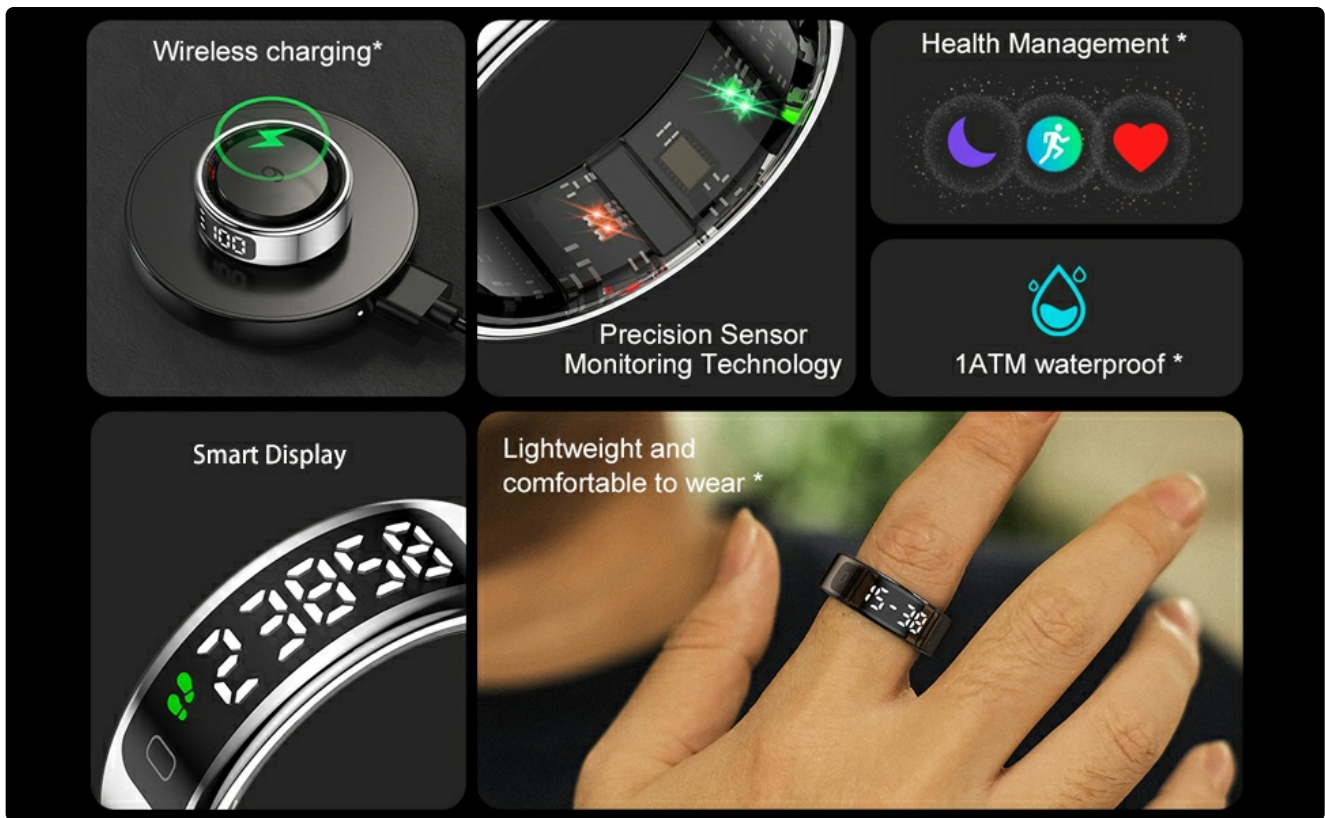 Wireless charging*
100
Precision Sensor
Monitoring Technology
Health Management *
1ATM waterproof *
Smart Display
23858
Lightweight and
comfortable to wear *
15-38